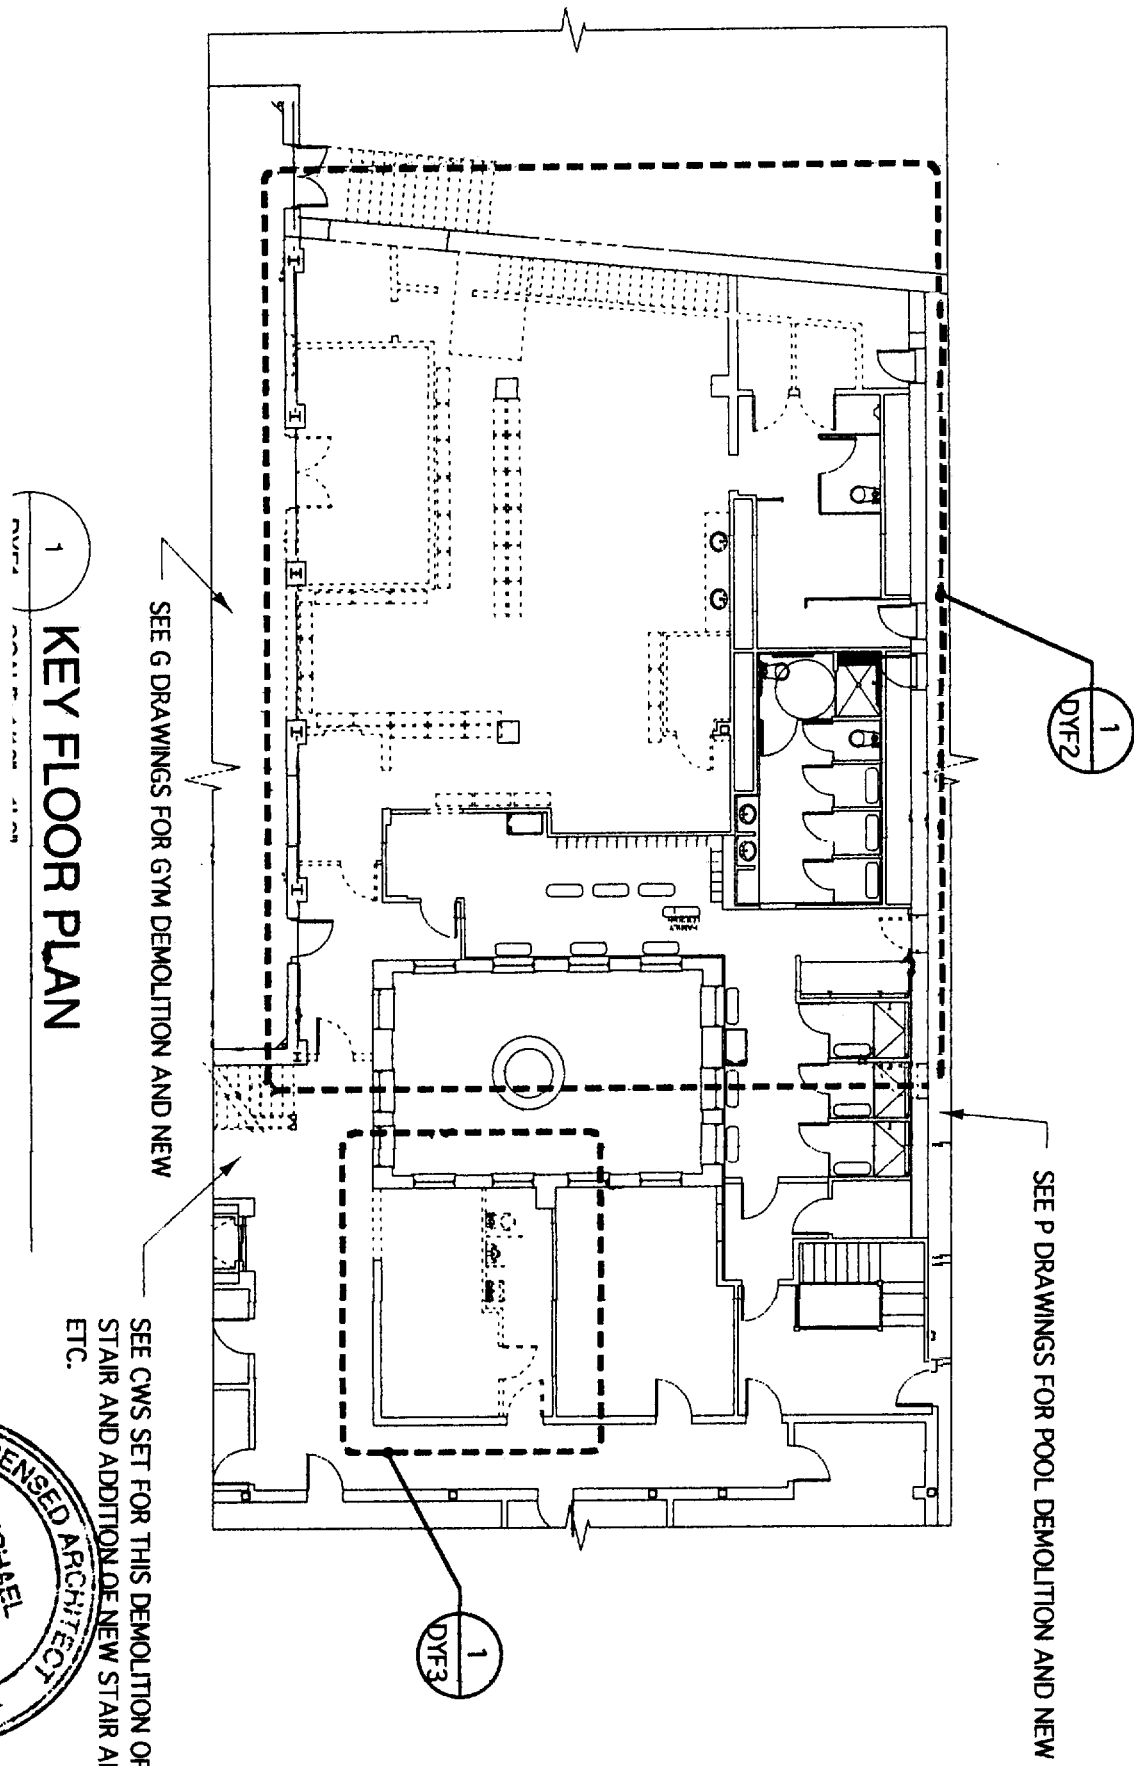 1
DYF2
SEE P DRAWINGS FOR POOL DEMOLITION AND NEW
1
DYF3
FAMILY
SEE G DRAWINGS FOR GYM DEMOLITION AND NEW
SEE CWS SET FOR THIS DEMOLITION OF
STAIR AND ADDITION OF NEW STAIR
ETC.
1
KEY FLOOR PLAN
ARCHITECT